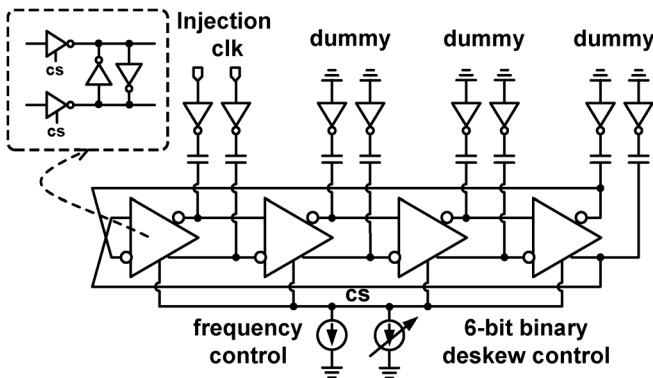 Injection
clk
dummy
dummy
dummy
cs
cs
cs
frequency
control
6-bit binary
deskew control